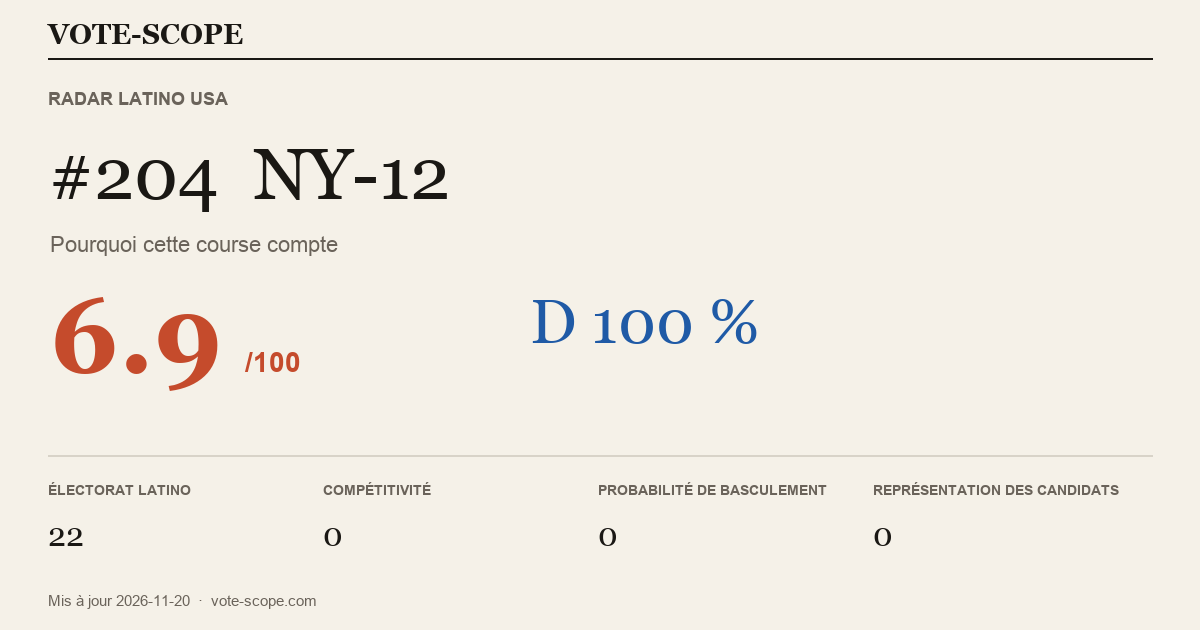 VOTE-SCOPE
RADAR LATINO USA
#204 NY-12
Pourquoi cette course compte
6.9 /100
D 100 %
ÉLECTORAT LATINO
COMPÉTITIVITÉ
PROBABILITÉ DE BASCULEMENT
REPRÉSENTATION DES CANDIDATS
22
0
0
0
Mis à jour 2026-11-20 · vote-scope.com